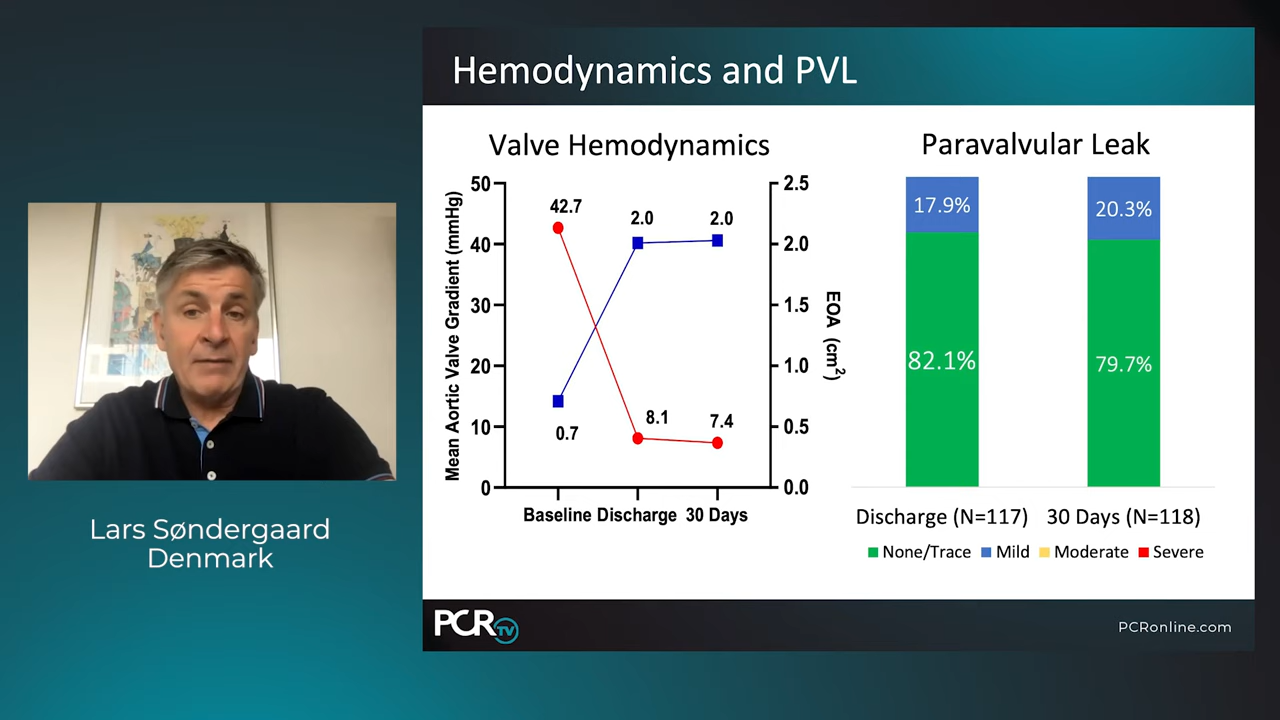 Hemodynamics and PVL
Valve Hemodynamics
Mean Aortic Valve Gradient (mmHg)
50
40
30
20
10
0
42.7
2.0
2.0
0.7
8.1
7.4
2.5
2.0
1.5
1.0
0.5
0.0
EOA (cm²)
Baseline Discharge 30 Days
Paravalvular Leak
17.9%
20.3%
82.1%
79.7%
Discharge (N=117) 30 Days (N=118)
None/Trace Mild Moderate Severe
Lars Søndergaard
Denmark
PCR TV
PCRonline.com